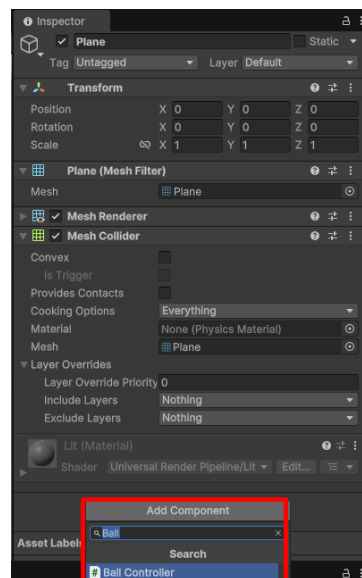 Inspector
Plane Static
Tag Untagged Layer Default
Transform
Position X 0 Y 0 Z 0
Rotation X 0 Y 0 Z 0
Scale X 1 Y 1 Z 1
Plane (Mesh Filter)
Mesh Plane
Mesh Renderer
Mesh Collider
Convex
Is Trigger
Provides Contacts
Cooking Options Everything
Material None (Physics Material)
Mesh Plane
Layer Overrides
Layer Override Priority 0
Include Layers Nothing
Exclude Layers Nothing
Lit (Material)
Shader Universal Render Pipeline/Lit Edit...
Add Component
Ball
Asset Labels
Search
Ball Controller